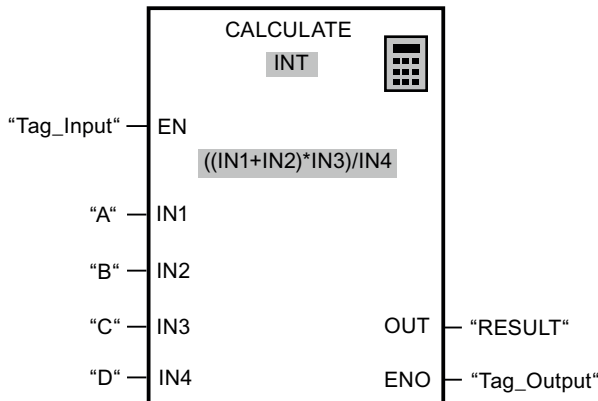 CALCULATE
INT
“Tag_Input“ EN
((IN1+IN2)*IN3)/IN4
“A“ IN1
“B“ IN2
“C“ IN3 OUT “RESULT“
“D“ IN4 ENO “Tag_Output“